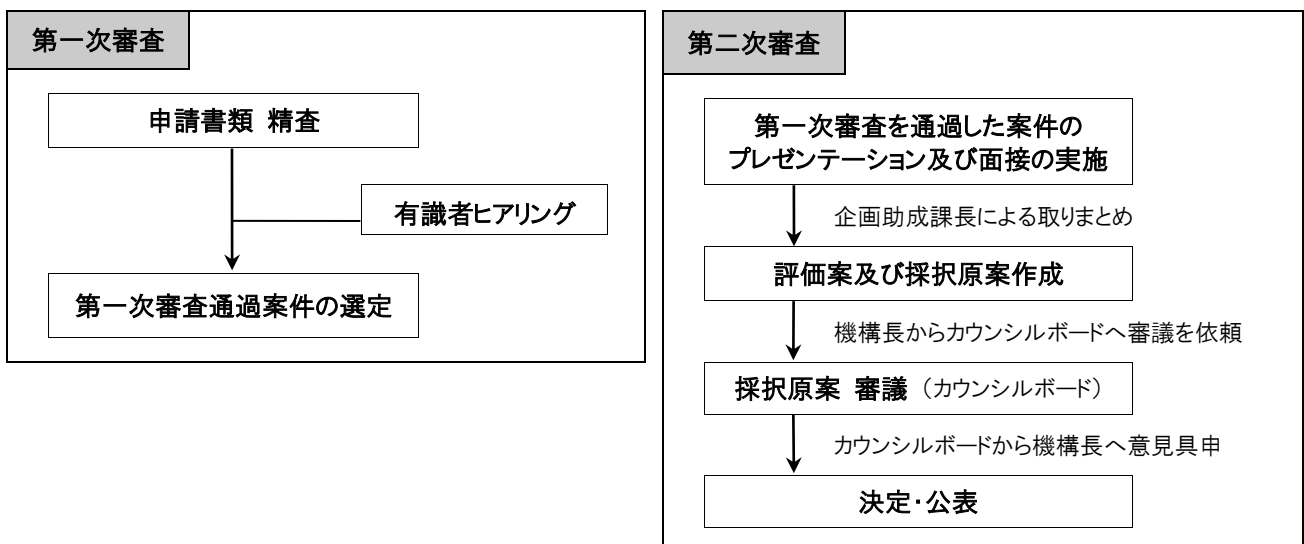 第一次審査
申請書類 精査
有識者ヒアリング
第一次審査通過案件の選定
第二次審査
第一次審査を通過した案件の
プレゼンテーション及び面接の実施
企画助成課長による取りまとめ
評価案及び採択原案作成
機構長からカウンシルボードへ審議を依頼
採択原案 審議（カウンシルボード）
カウンシルボードから機構長へ意見具申
決定・公表